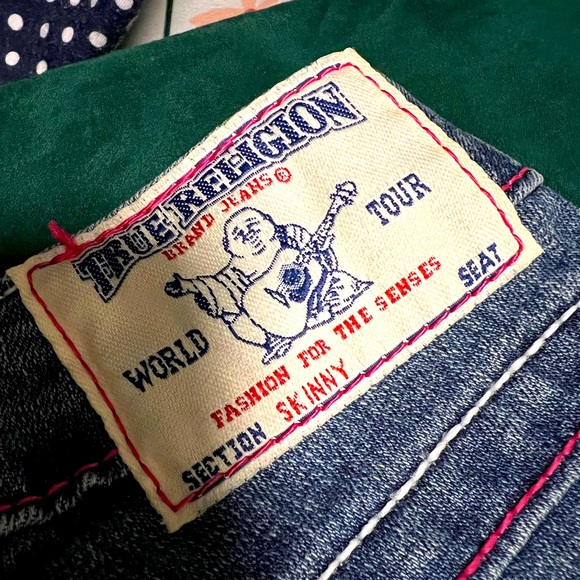 TRUE RELIGION
BRAND JEANS®
WORLD TOUR
FASHION FOR THE SENSES
SECTION SKINNY SEAT